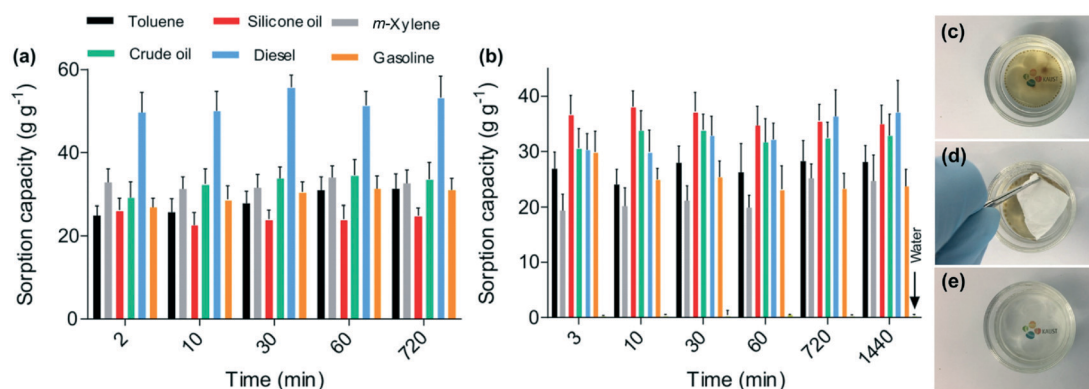 Toluene
Silicone oil
m-Xylene
Crude oil
Diesel
Gasoline
(a)
Sorption capacity (g g⁻¹)
60
40
20
0
2
10
30
60
720
Time (min)
(b)
Sorption capacity (g g⁻¹)
40
30
20
10
0
3
10
30
60
720
1440
Time (min)
Water
(c)
KAUST
(d)
(e)
KAUST